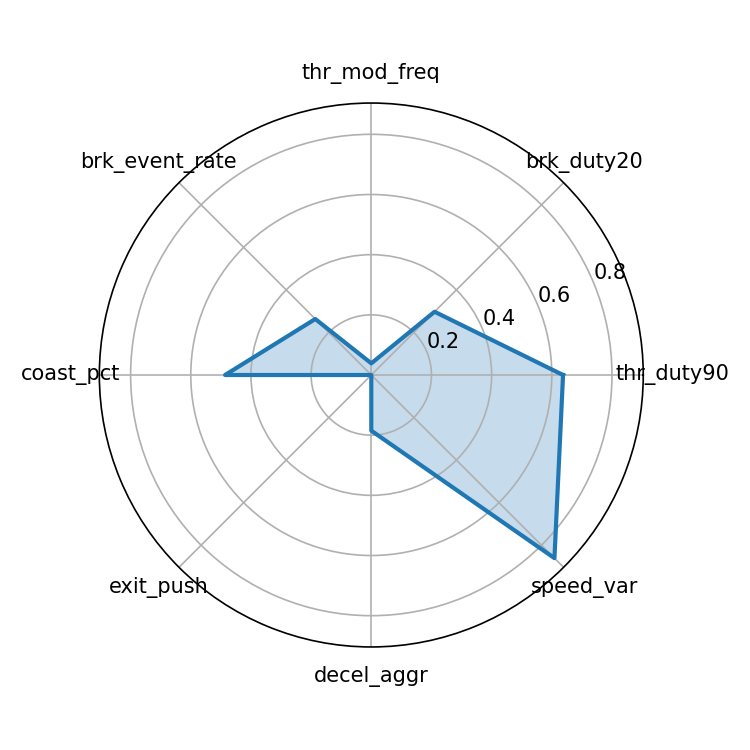 thr_mod_freq
brk_event_rate
brk_duty20
0.8
0.6
0.4
0.2
coast_pct
thr_duty90
exit_push
speed_var
decel_aggr